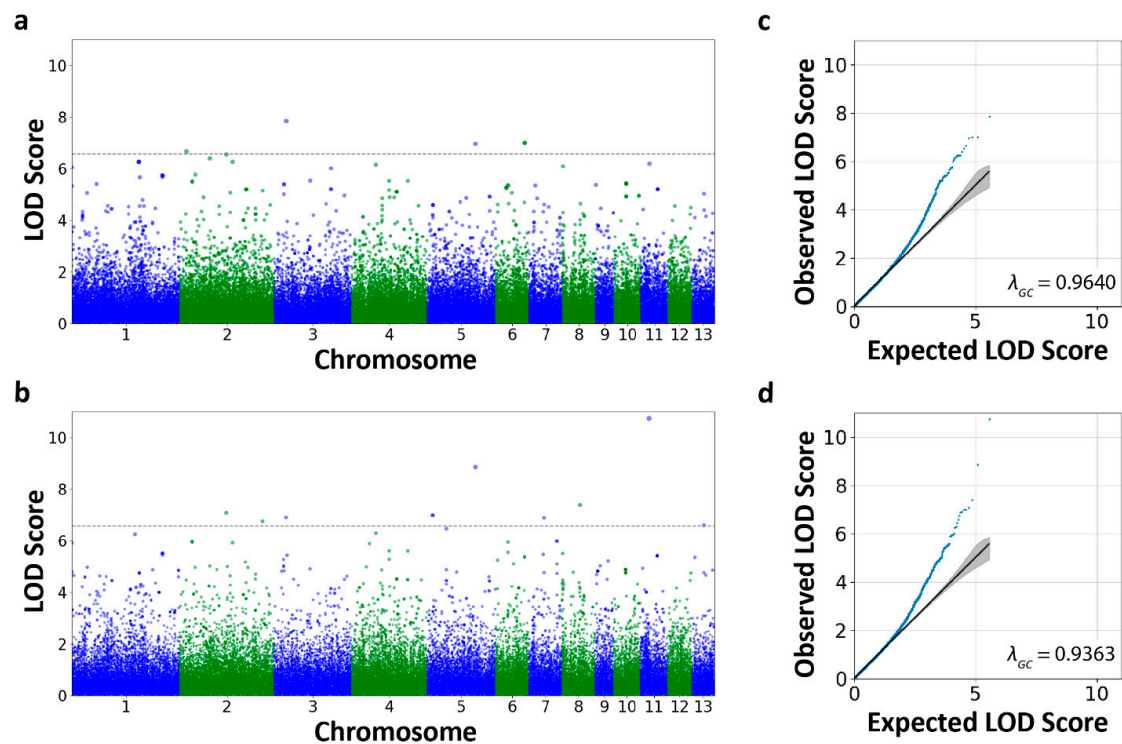 a
10
8
6
4
2
0
LOD Score
1 2 3 4 5 6 7 8 9 10 11 12 13
Chromosome
c
10
8
6
4
2
0
Observed LOD Score
λGC = 0.9640
0 5 10
Expected LOD Score
b
10
8
6
4
2
0
LOD Score
1 2 3 4 5 6 7 8 9 10 11 12 13
Chromosome
d
10
8
6
4
2
0
Observed LOD Score
λGC = 0.9363
0 5 10
Expected LOD Score